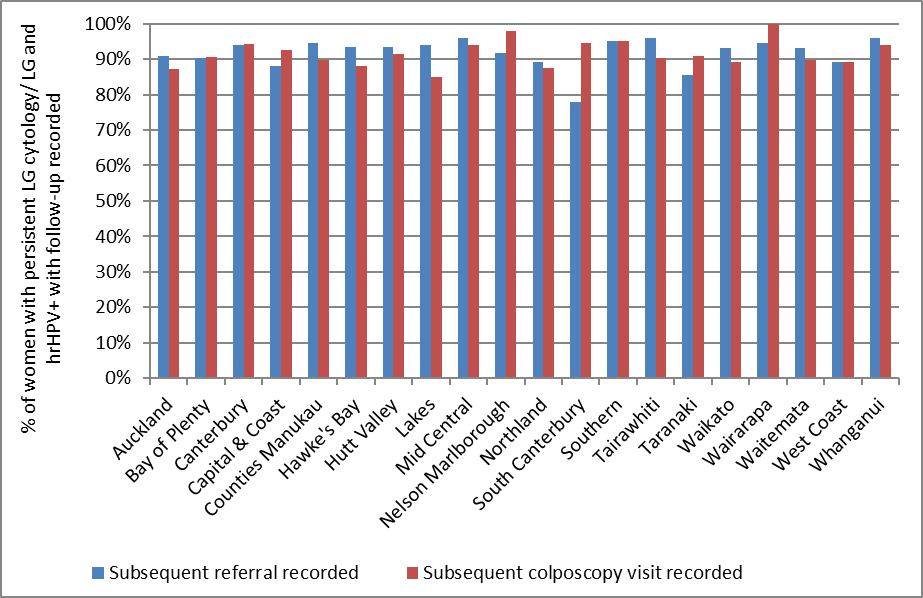 % of women with persistent LG cytology/ LG and
hrHPV+ with follow-up recorded
100%
90%
80%
70%
60%
50%
40%
30%
20%
10%
0%
Auckland
Bay of Plenty
Canterbury
Capital & Coast
Counties Manukau
Hawke's Bay
Hutt Valley
Lakes
Mid Central
Nelson Marlborough
Northland
South Canterbury
Southern
Tairawhiti
Taranaki
Waikato
Wairarapa
Waitemata
West Coast
Whanganui
Subsequent referral recorded
Subsequent colposcopy visit recorded